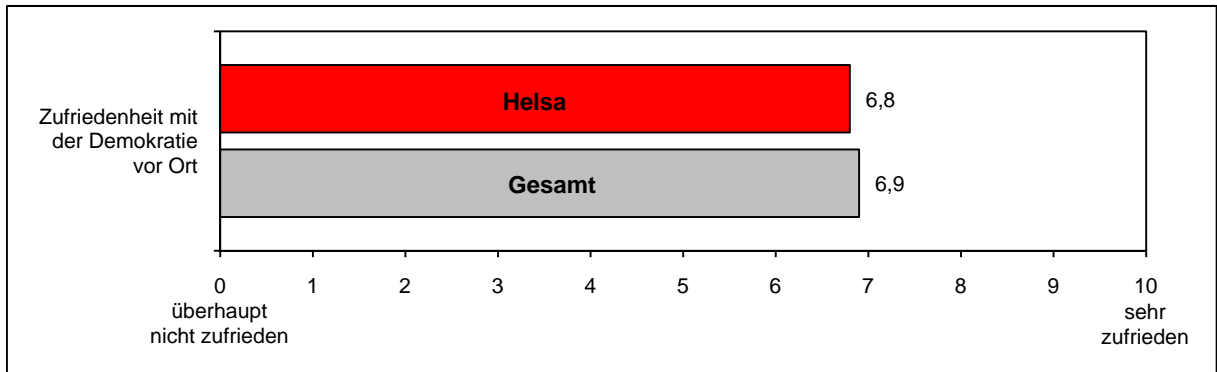 Zufriedenheit mit
der Demokratie
vor Ort
Helsa
6,8
Gesamt
6,9
0 1 2 3 4 5 6 7 8 9 10
überhaupt
nicht zufrieden
sehr
zufrieden